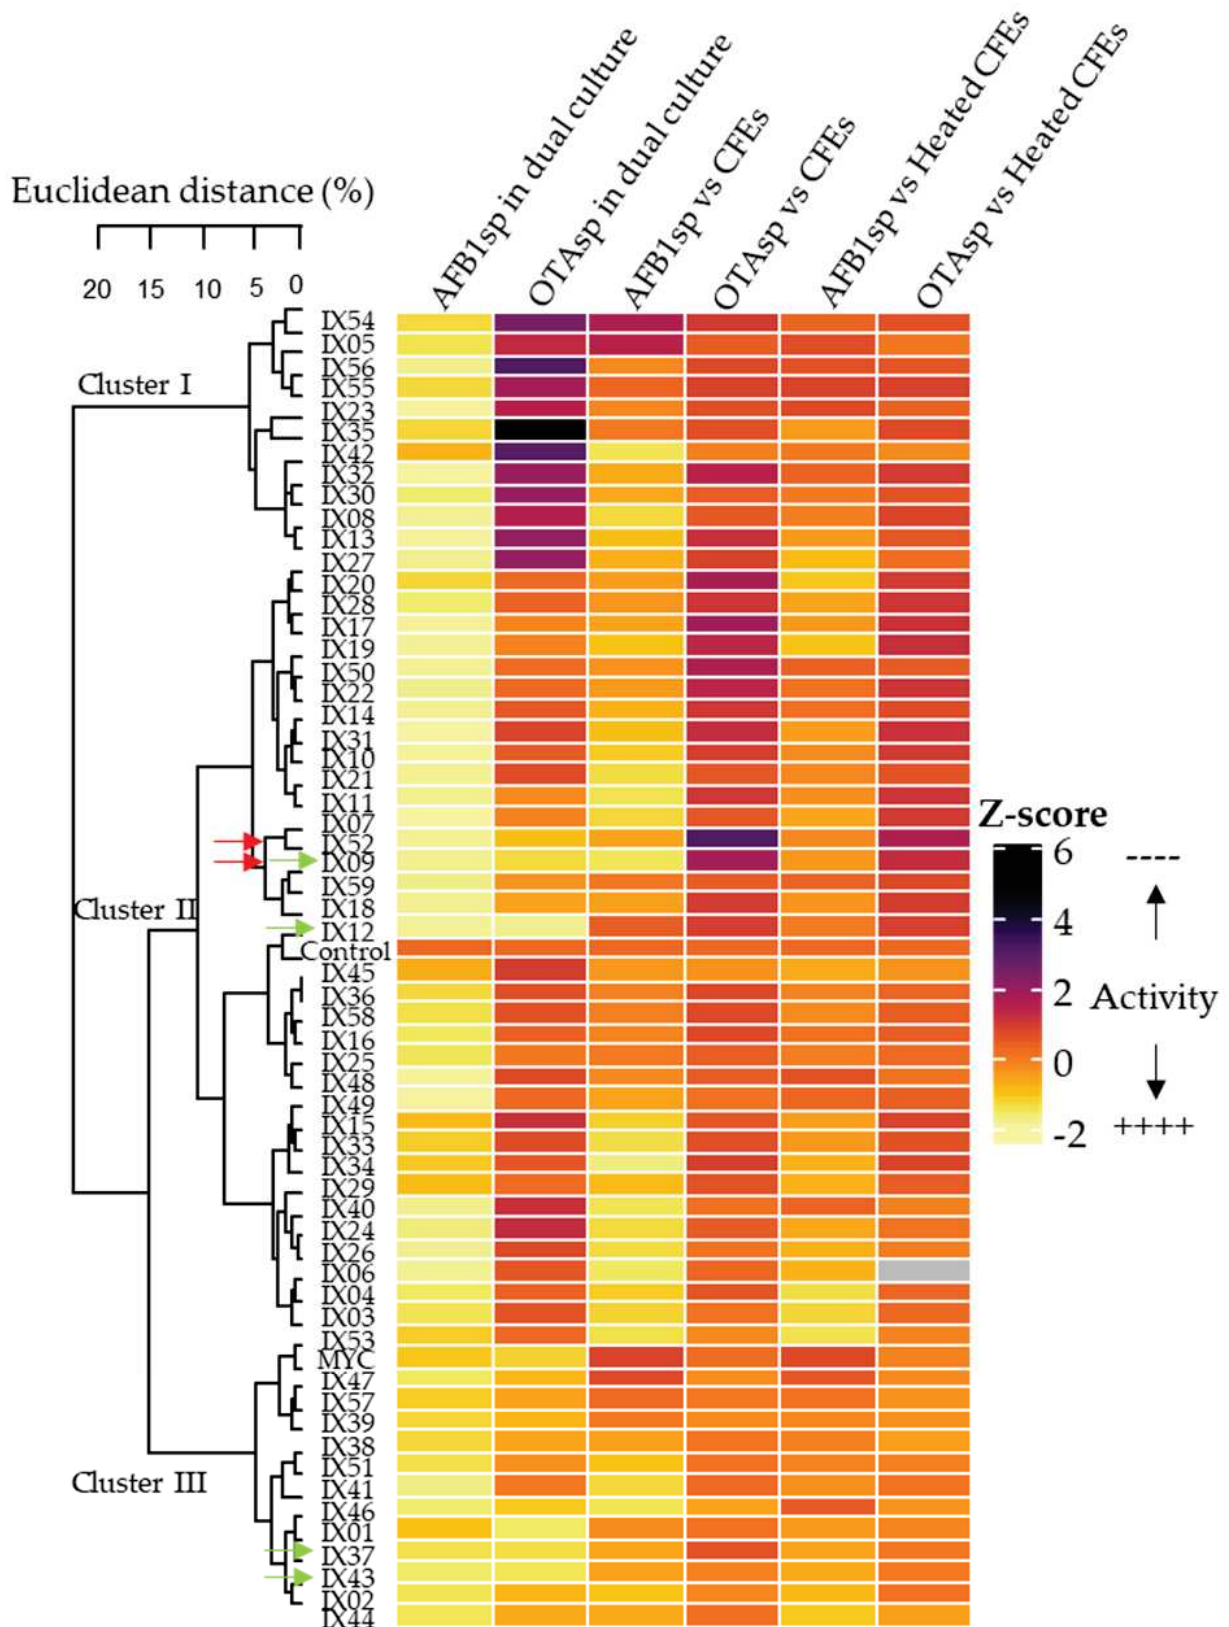 AFB1sp in dual culture
OTAsp in dual culture
AFB1sp vs CFEs
OTAsp vs CFEs
AFB1sp vs Heated CFEs
OTAsp vs Heated CFEs
Euclidean distance (%)
20 15 10 5 0
Cluster I
IX54
IX05
IX56
IX55
IX23
IX35
IX42
IX32
IX30
IX08
IX13
IX27
IX20
IX28
IX17
IX19
IX50
IX22
IX14
IX31
IX10
IX21
IX11
IX07
IX52
IX09
IX59
Cluster II
IX18
IX12
Control
IX45
IX36
IX58
IX16
IX25
IX48
IX49
IX15
IX33
IX34
IX29
IX40
IX24
IX26
IX06
IX04
IX03
IX53
MYC
IX47
IX57
IX39
IX38
Cluster III
IX51
IX41
IX46
IX01
IX37
IX43
IX02
IX44
Z-score
6 ----
4
2 Activity
0
-2 ++++